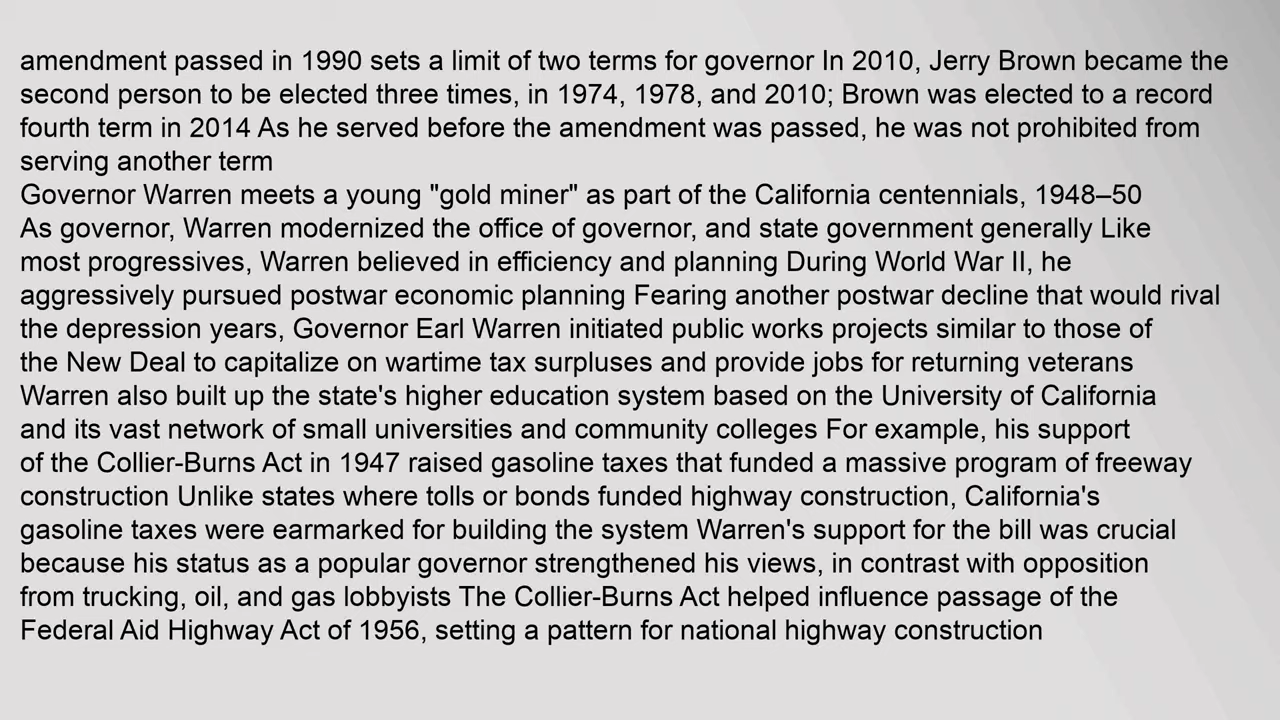 amendment passed in 1990 sets a limit of two terms for governor In 2010, Jerry Brown became the
second person to be elected three times, in 1974, 1978, and 2010; Brown was elected to a record
fourth term in 2014 As he served before the amendment was passed, he was not prohibited from
serving another term
Governor Warren meets a young "gold miner" as part of the California centennials, 1948–50
As governor, Warren modernized the office of governor, and state government generally Like
most progressives, Warren believed in efficiency and planning During World War II, he
aggressively pursued postwar economic planning Fearing another postwar decline that would rival
the depression years, Governor Earl Warren initiated public works projects similar to those of
the New Deal to capitalize on wartime tax surpluses and provide jobs for returning veterans
Warren also built up the state's higher education system based on the University of California
and its vast network of small universities and community colleges For example, his support
of the Collier-Burns Act in 1947 raised gasoline taxes that funded a massive program of freeway
construction Unlike states where tolls or bonds funded highway construction, California's
gasoline taxes were earmarked for building the system Warren's support for the bill was crucial
because his status as a popular governor strengthened his views, in contrast with opposition
from trucking, oil, and gas lobbyists The Collier-Burns Act helped influence passage of the
Federal Aid Highway Act of 1956, setting a pattern for national highway construction